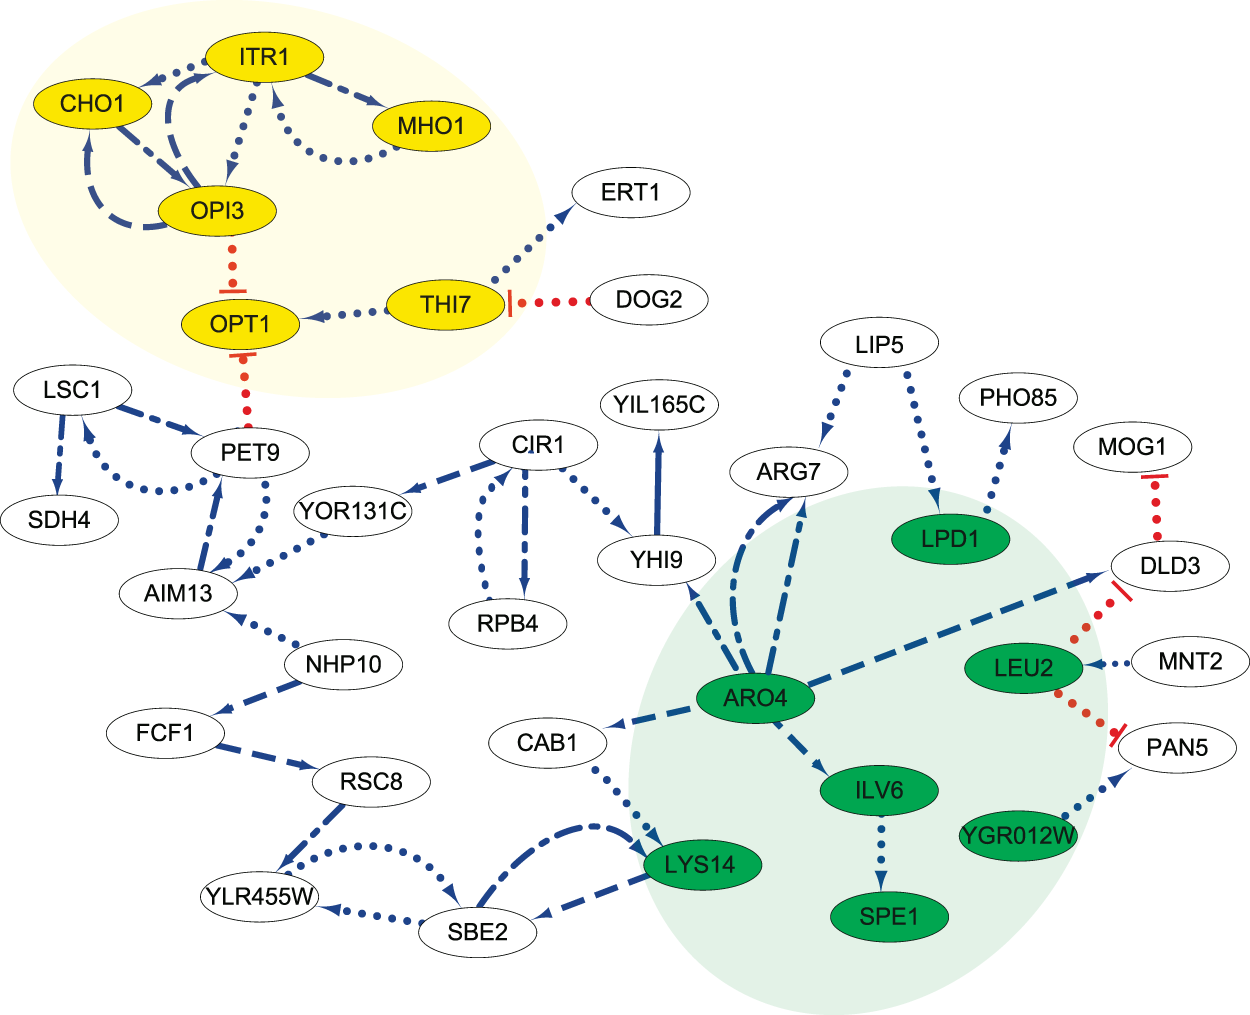 ITR1
CHO1
MHO1
ERT1
OPI3
DOG2
THI7
OPT1
LIP5
LSC1
PHO85
YIL165C
CIR1
MOG1
PET9
ARG7
YOR131C
SDH4
LPD1
YHI9
DLD3
AIM13
RPB4
NHP10
MNT2
LEU2
ARO4
FCF1
CAB1
PAN5
RSC8
ILV6
YGR012W
LYS14
YLR455W
SPE1
SBE2